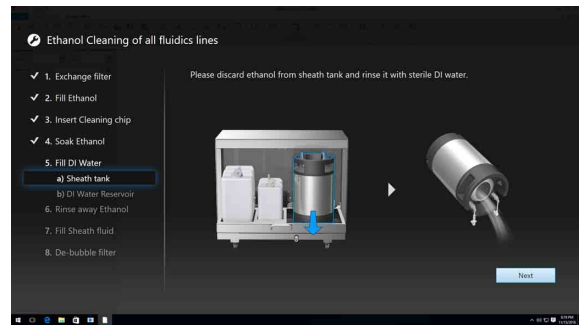 Ethanol Cleaning of all fluidics lines
1. Exchange filter
2. Fill Ethanol
3. Insert Cleaning chip
4. Soak Ethanol
5. Fill DI Water
a) Sheath tank
b) DI Water Reservoir
6. Rinse away Ethanol
7. Fill Sheath fluid
8. De-bubble filter
Please discard ethanol from sheath tank and rinse it with sterile DI water.
Next